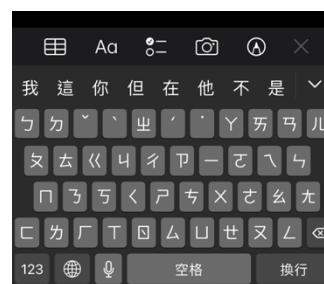 Aa
我 這 你 但 在 他 不 是
ㄅ ㄉ ˇ ˋ ㄓ ˊ ˙ ㄚ ㄞ ㄢ ㄦ
ㄆ ㄊ ㄍ ㄐ ㄔ ㄗ ㄧ ㄛ ㄟ ㄣ
ㄇ ㄋ ㄎ ㄑ ㄕ ㄘ ㄨ ㄜ ㄠ ㄤ
ㄈ ㄌ ㄏ ㄒ ㄖ ㄙ ㄩ ㄝ ㄡ ㄥ
123 空格 換行